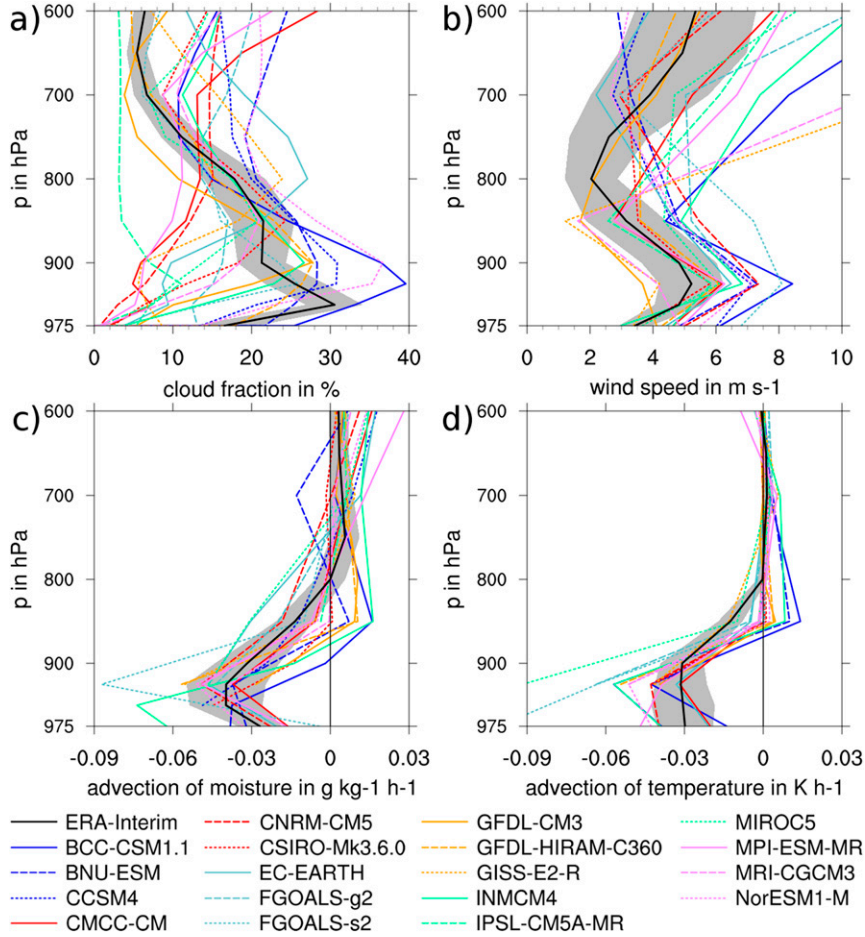 a)
600
700
800
900
975
p in hPa
0 10 20 30 40
cloud fraction in %
b)
600
700
800
900
975
p in hPa
0 2 4 6 8 10
wind speed in m s-1
c)
600
700
800
900
975
p in hPa
-0.09 -0.06 -0.03 0 0.03
advection of moisture in g kg-1 h-1
d)
600
700
800
900
975
p in hPa
-0.09 -0.06 -0.03 0 0.03
advection of temperature in K h-1
ERA-Interim
BCC-CSM1.1
BNU-ESM
CCSM4
CMCC-CM
CNRM-CM5
CSIRO-Mk3.6.0
EC-EARTH
FGOALS-g2
FGOALS-s2
GFDL-CM3
GFDL-HIRAM-C360
GISS-E2-R
INMCM4
IPSL-CM5A-MR
MIROC5
MPI-ESM-MR
MRI-CGCM3
NorESM1-M